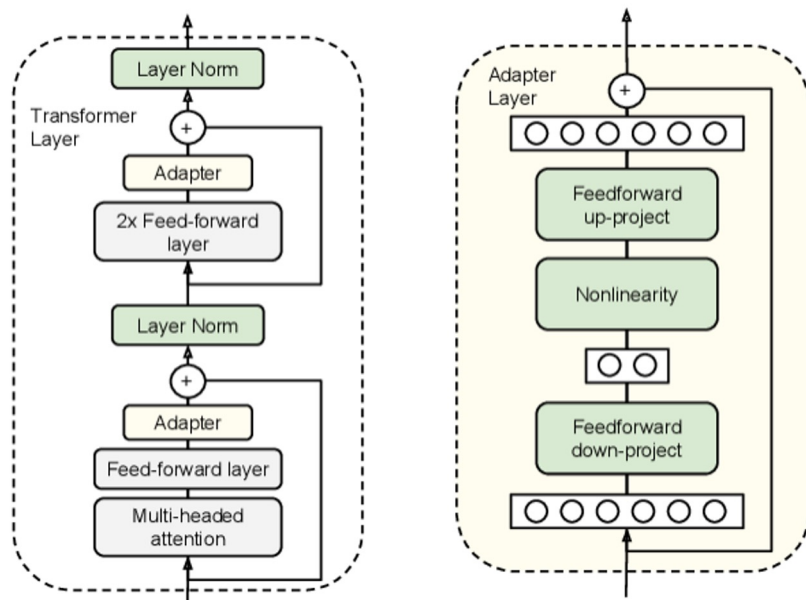 Layer Norm
Transformer
Layer
+
Adapter
2x Feed-forward
layer
Layer Norm
+
Adapter
Feed-forward layer
Multi-headed
attention
Adapter
Layer
+
Feedforward
up-project
Nonlinearity
Feedforward
down-project